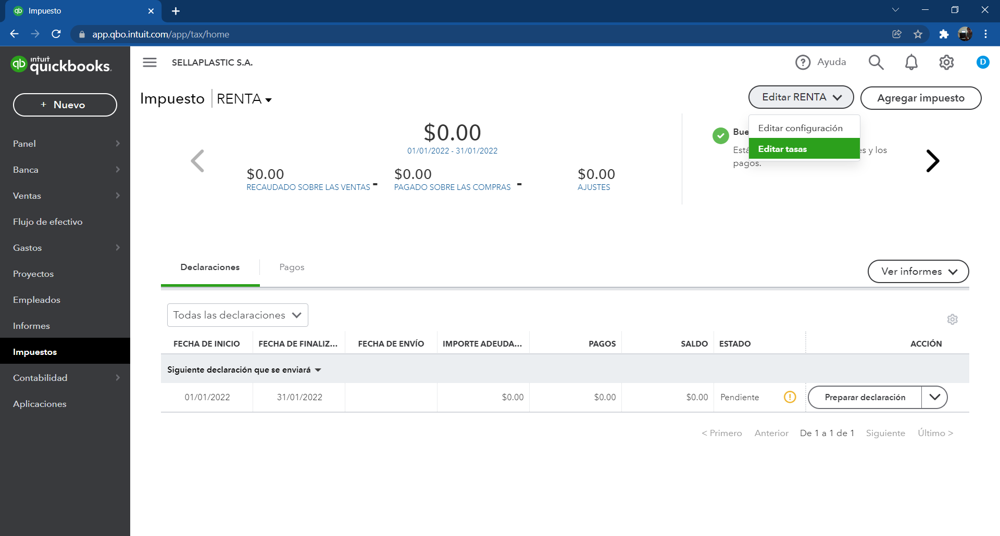 Impuesto
app.qbo.intuit.com/app/tax/home
intuit
quickbooks.
SELLAPLASTIC S.A.
Ayuda
D
+ Nuevo
Impuesto
RENTA
Editar RENTA
Agregar impuesto
Editar configuración
Editar tasas
Panel
Banca
Ventas
Flujo de efectivo
Gastos
Proyectos
Empleados
Informes
Impuestos
Contabilidad
Aplicaciones
$0.00
01/01/2022 - 31/01/2022
$0.00
RECAUDADO SOBRE LAS VENTAS
-
$0.00
PAGADO SOBRE LAS COMPRAS
-
$0.00
AJUSTES
y los
pagos.
Declaraciones
Pagos
Ver informes
Todas las declaraciones
FECHA DE INICIO FECHA DE FINALIZ... FECHA DE ENVÍO IMPORTE ADEUDA... PAGOS SALDO ESTADO ACCIÓN
Siguiente declaración que se enviará
01/01/2022 31/01/2022 $0.00 $0.00 $0.00 Pendiente Preparar declaración
< Primero Anterior De 1 a 1 de 1 Siguiente Último >